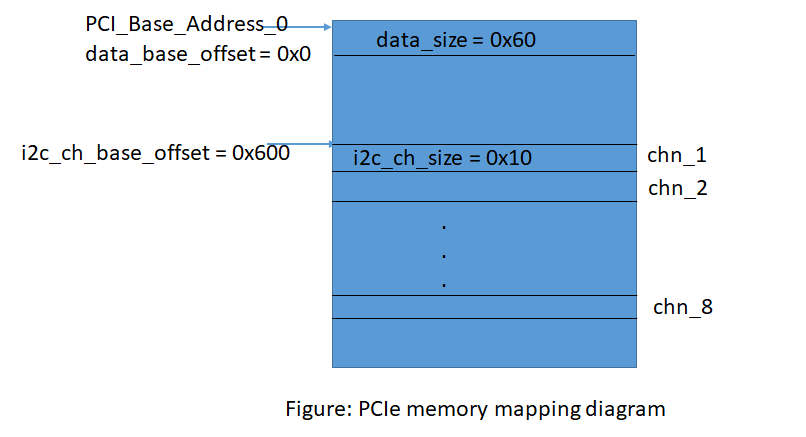 PCI_Base_Address_0
data_base_offset = 0x0
data_size = 0x60
i2c_ch_base_offset = 0x600
i2c_ch_size = 0x10
chn_1
chn_2
.
.
.
chn_8
Figure: PCIe memory mapping diagram